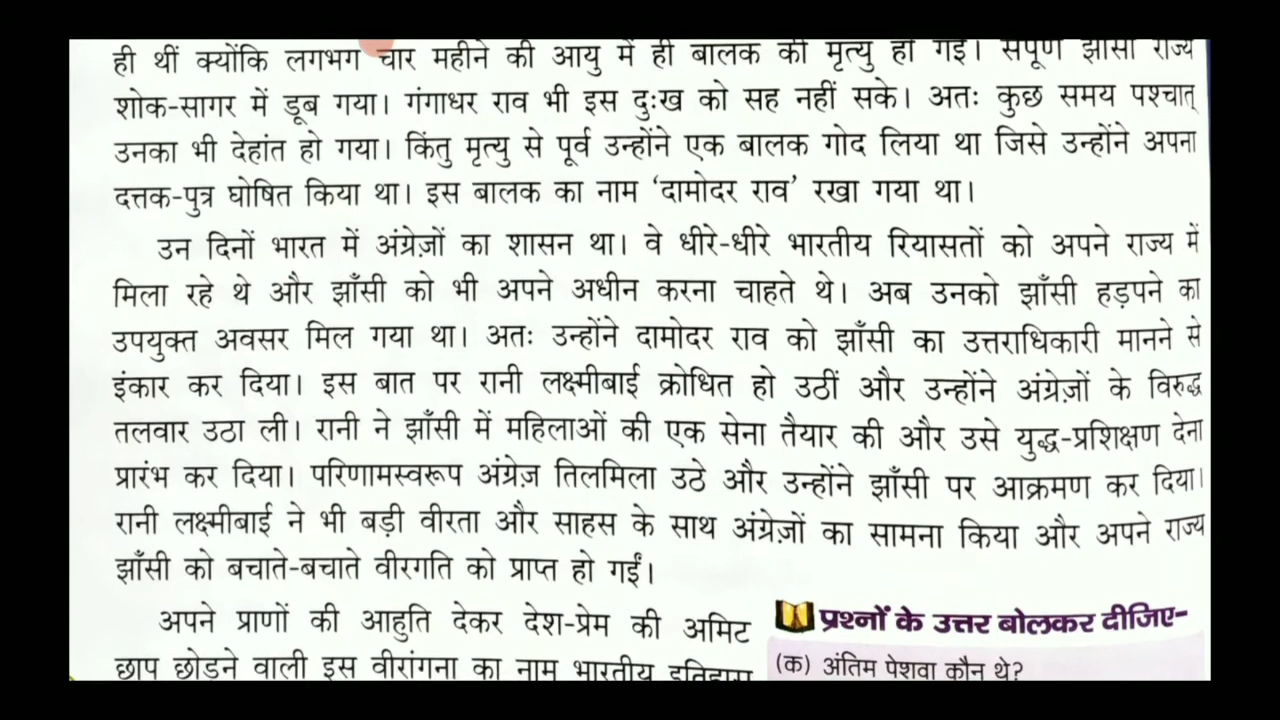 ही थीं क्योंकि लगभग चार महीने की आयु में ही बालक की मृत्यु हो गई। संपूर्ण झाँसी राज्य
शोक-सागर में डूब गया। गंगाधर राव भी इस दुःख को सह नहीं सके। अतः कुछ समय पश्चात्
उनका भी देहांत हो गया। किंतु मृत्यु से पूर्व उन्होंने एक बालक गोद लिया था जिसे उन्होंने अपना
दत्तक-पुत्र घोषित किया था। इस बालक का नाम ‘दामोदर राव’ रखा गया था।
उन दिनों भारत में अंग्रेज़ों का शासन था। वे धीरे-धीरे भारतीय रियासतों को अपने राज्य में
मिला रहे थे और झाँसी को भी अपने अधीन करना चाहते थे। अब उनको झाँसी हड़पने का
उपयुक्त अवसर मिल गया था। अतः उन्होंने दामोदर राव को झाँसी का उत्तराधिकारी मानने से
इंकार कर दिया। इस बात पर रानी लक्ष्मीबाई क्रोधित हो उठीं और उन्होंने अंग्रेज़ों के विरुद्ध
तलवार उठा ली। रानी ने झाँसी में महिलाओं की एक सेना तैयार की और उसे युद्ध-प्रशिक्षण देना
प्रारंभ कर दिया। परिणामस्वरूप अंग्रेज़ तिलमिला उठे और उन्होंने झाँसी पर आक्रमण कर दिया।
रानी लक्ष्मीबाई ने भी बड़ी वीरता और साहस के साथ अंग्रेज़ों का सामना किया और अपने राज्य
झाँसी को बचाते-बचाते वीरगति को प्राप्त हो गईं।
अपने प्राणों की आहुति देकर देश-प्रेम की अमिट
छाप छोड़ने वाली इस वीरांगना का नाम भारतीय इतिहास
प्रश्नों के उत्तर बोलकर दीजिए-
(क) अंतिम पेशवा कौन थे?